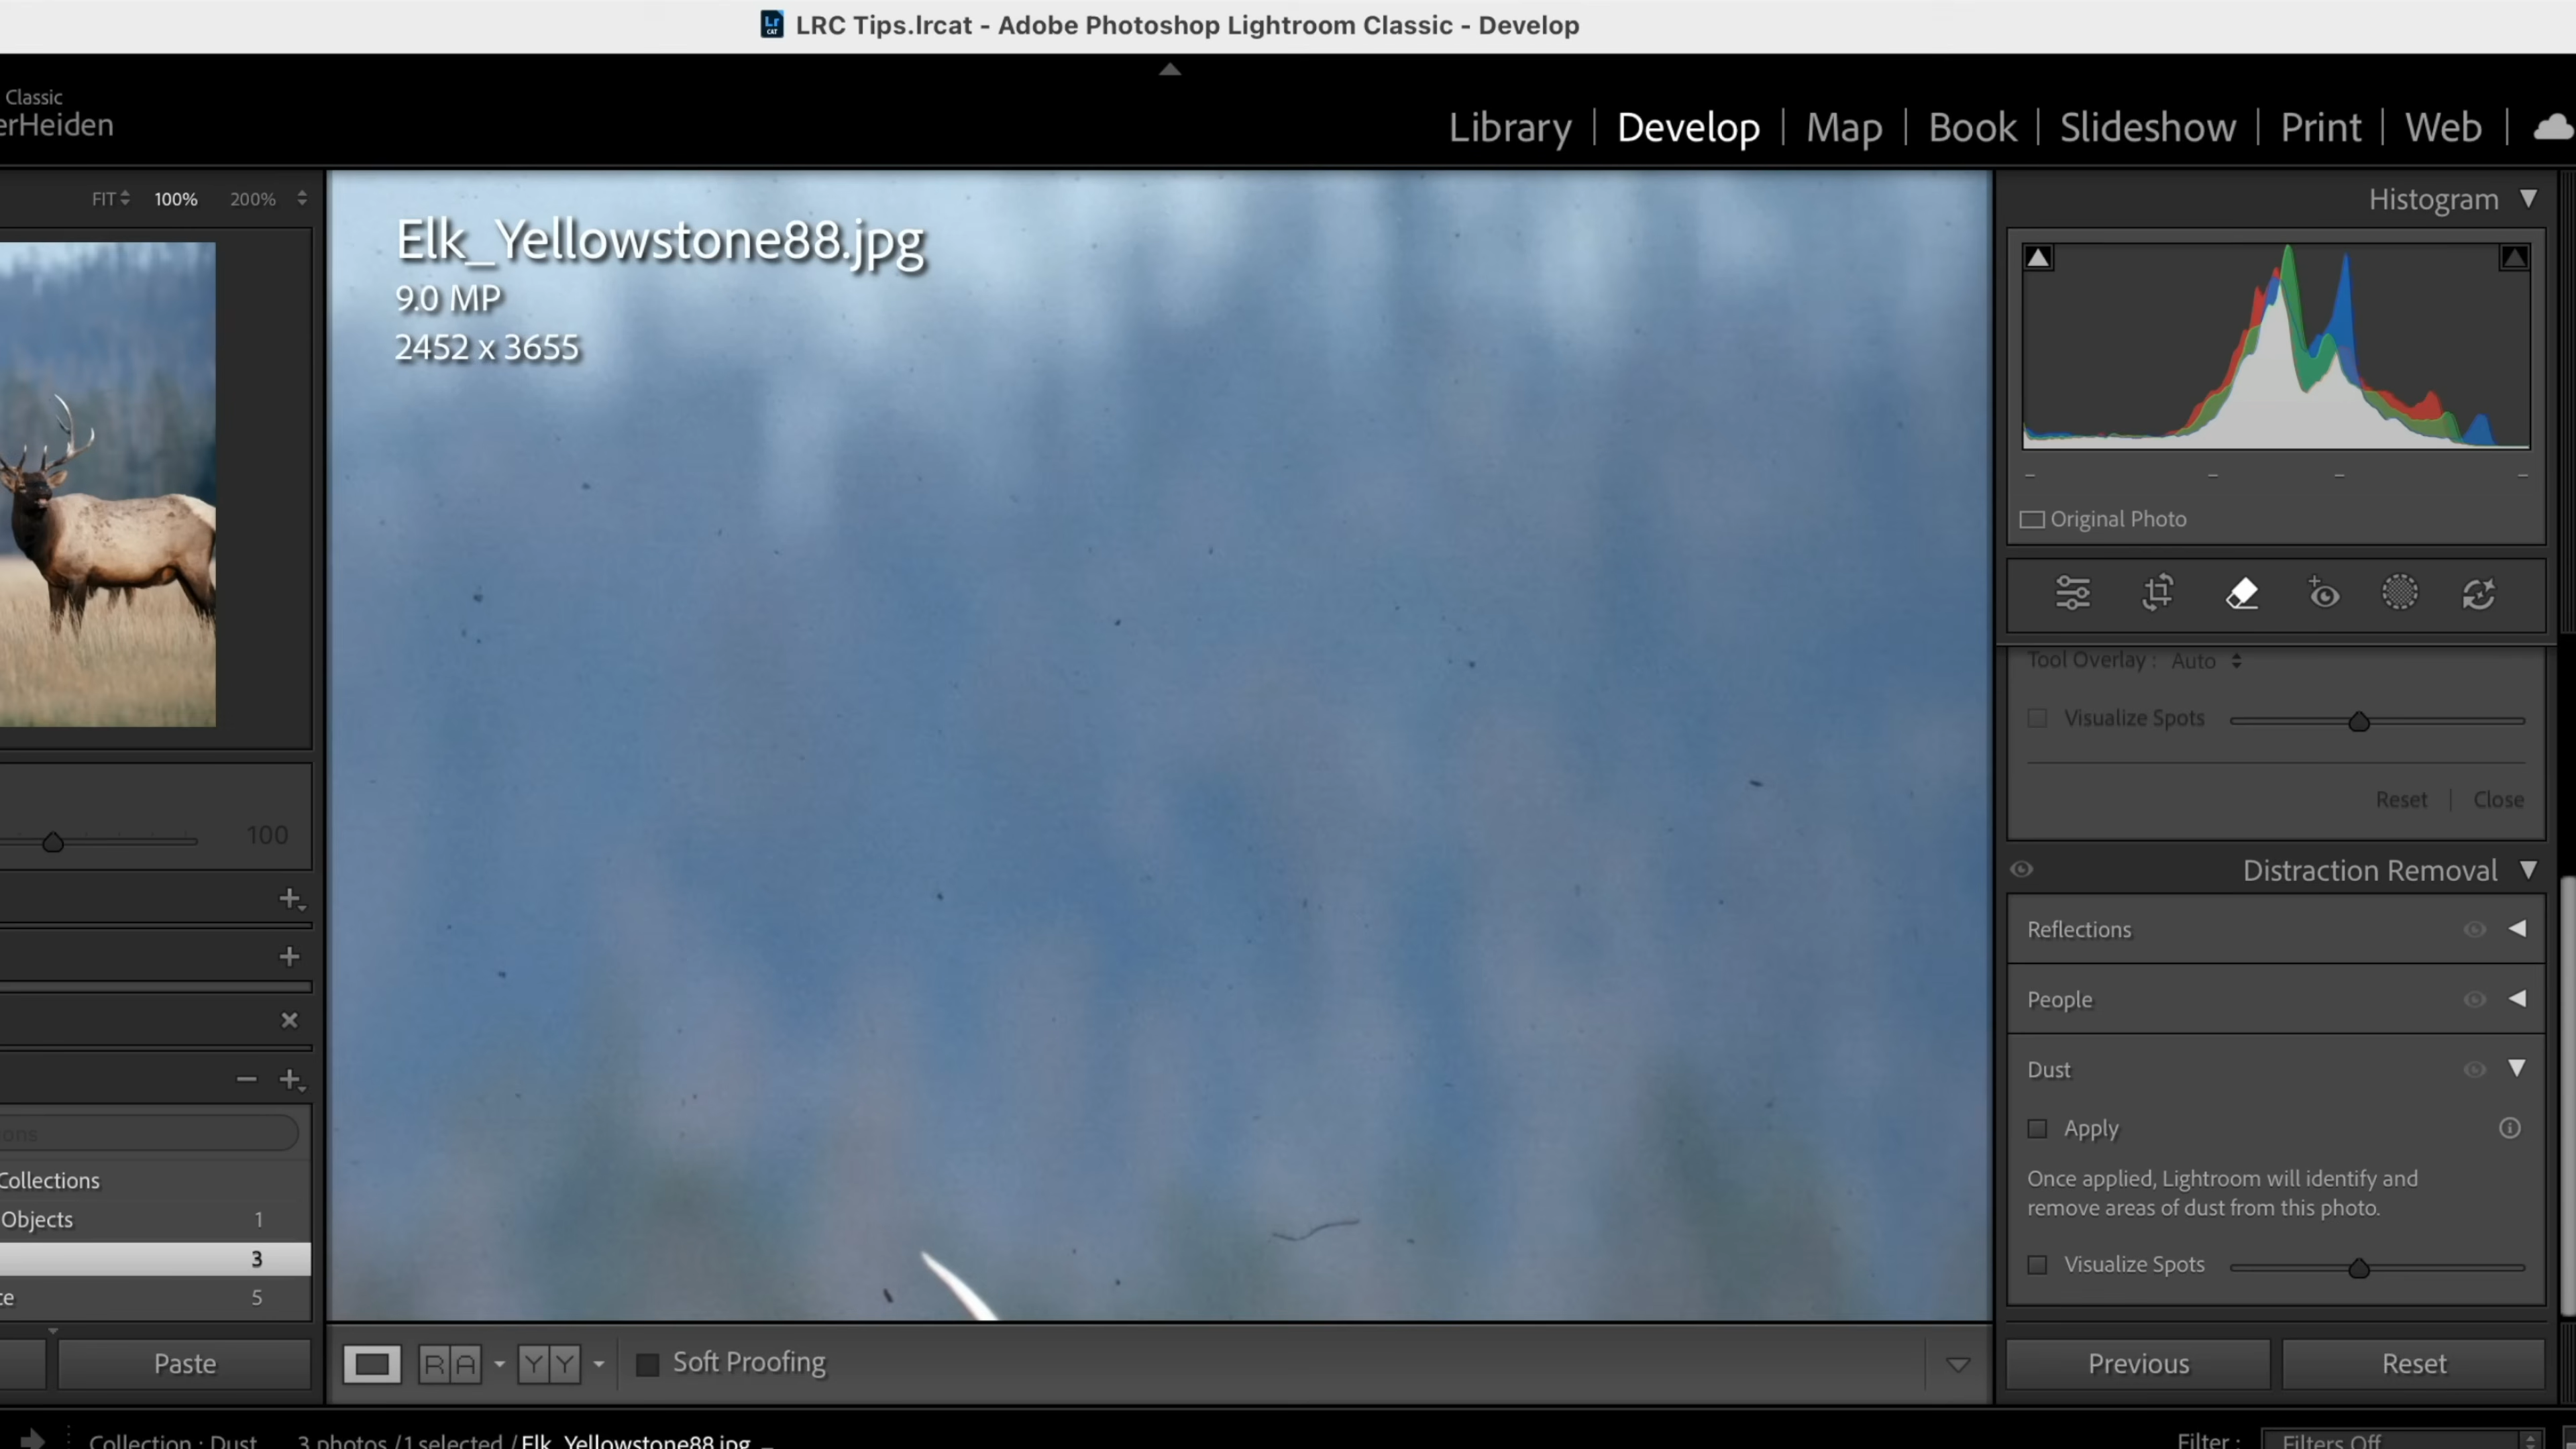 LRC Tips.lrcat - Adobe Photoshop Lightroom Classic - Develop
Classic
erHeiden
Library | Develop | Map | Book | Slideshow | Print | Web |
FIT 100% 200%
Elk_Yellowstone88.jpg
9.0 MP
2452 x 3655
Histogram
Original Photo
Tool Overlay : Auto
Visualize Spots
Reset | Close
100
Distraction Removal
Reflections
People
Dust
Apply
Once applied, Lightroom will identify and
remove areas of dust from this photo.
Visualize Spots
ons
Collections
Objects 1
3
te 5
Paste
R A Y Y Soft Proofing
Previous Reset
Collection : Dust 3 photos / 1 selected / Elk_Yellowstone88.jpg
Filter : Filters Off